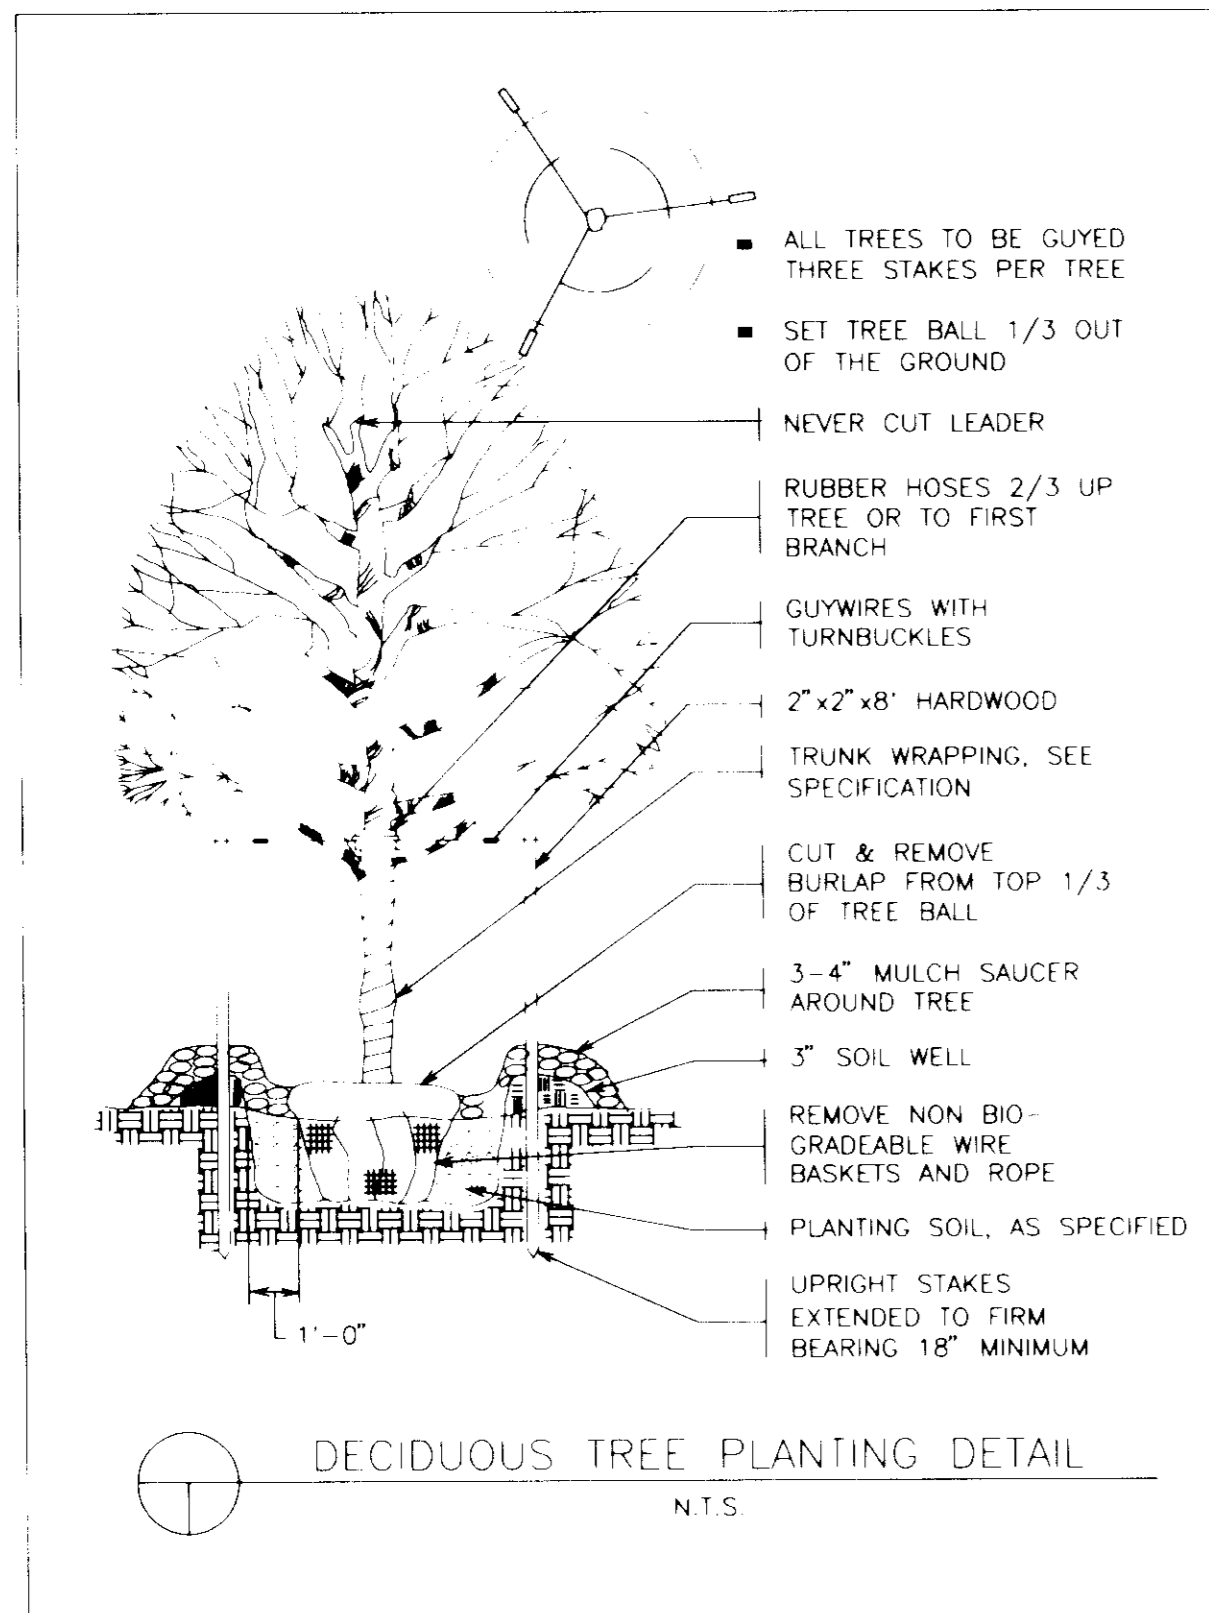 ALL TREES TO BE GUYED
THREE STAKES PER TREE
SET TREE BALL 1/3 OUT
OF THE GROUND
NEVER CUT LEADER
RUBBER HOSES 2/3 UP
TREE OR TO FIRST
BRANCH
GUYWIRES WITH
TURNBUCKLES
2"x2"x8' HARDWOOD
TRUNK WRAPPING, SEE
SPECIFICATION
CUT & REMOVE
BURLAP FROM TOP 1/3
OF TREE BALL
3-4" MULCH SAUCER
AROUND TREE
3" SOIL WELL
REMOVE NON BIO-
GRADEABLE WIRE
BASKETS AND ROPE
PLANTING SOIL, AS SPECIFIED
UPRIGHT STAKES
EXTENDED TO FIRM
BEARING 18" MINIMUM
1'-0"
DECIDUOUS TREE PLANTING DETAIL
N.T.S.